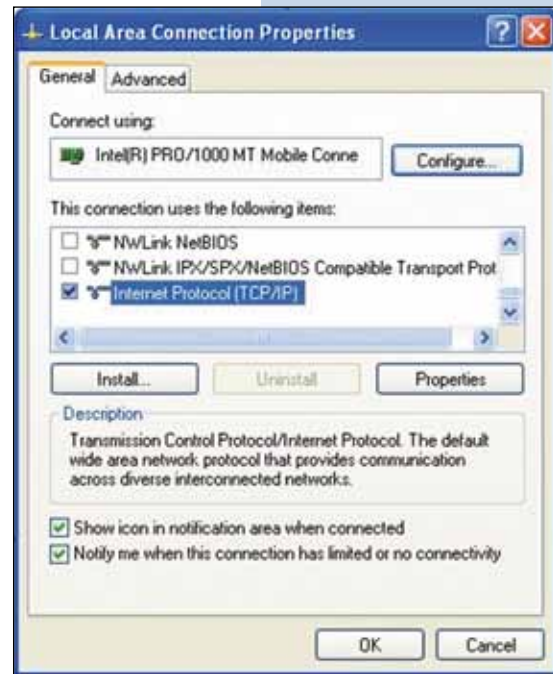 Local Area Connection Properties
General
Advanced
Connect using:
Intel(R) PRO/1000 MT Mobile Conne
Configure...
This connection uses the following items:
NWLink NetBIOS
NWLink IPX/SPX/NetBIOS Compatible Transport Prot
Internet Protocol (TCP/IP)
Install...
Uninstall
Properties
Description
Transmission Control Protocol/Internet Protocol. The default
wide area network protocol that provides communication
across diverse interconnected networks.
Show icon in notification area when connected
Notify me when this connection has limited or no connectivity
OK
Cancel